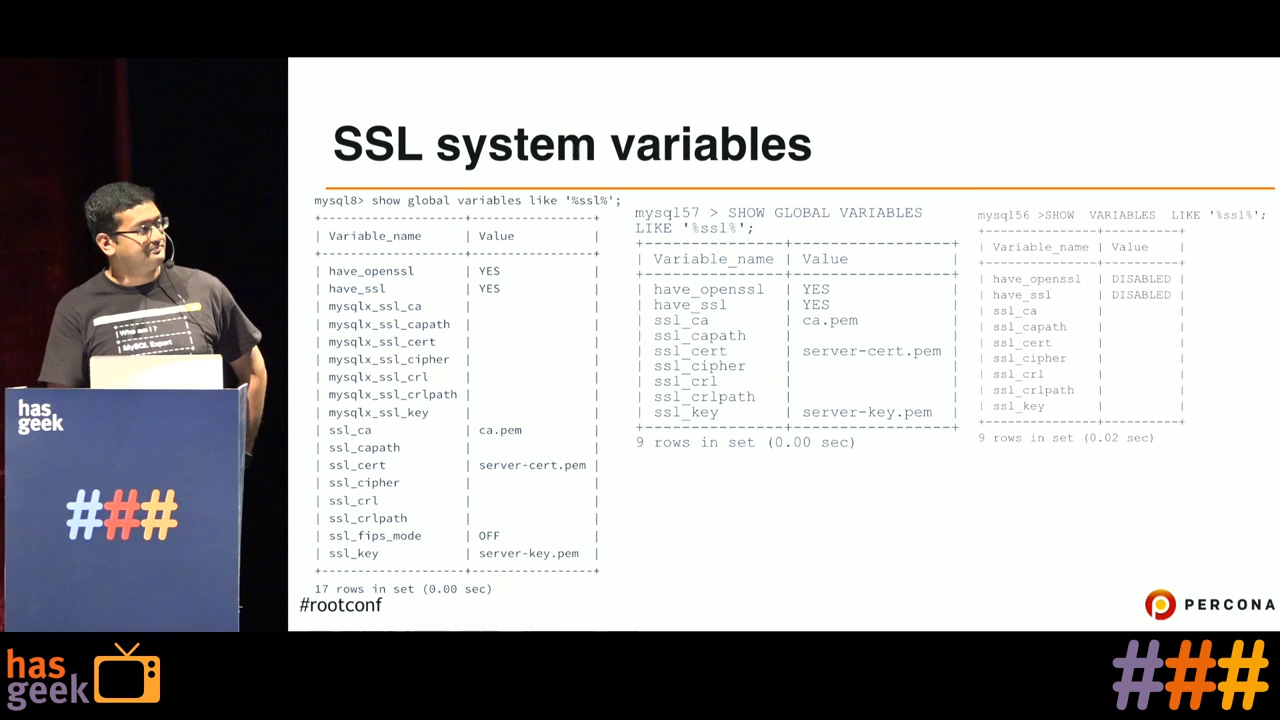 SSL system variables
mysql8> show global variables like '%ssl%';
+-------------------+----------------+
| Variable_name | Value |
+-------------------+----------------+
| have_openssl | YES |
| have_ssl | YES |
| mysqlx_ssl_ca | |
| mysqlx_ssl_capath | |
| mysqlx_ssl_cert | |
| mysqlx_ssl_cipher | |
| mysqlx_ssl_crl | |
| mysqlx_ssl_crlpath | |
| mysqlx_ssl_key | |
| ssl_ca | ca.pem |
| ssl_capath | |
| ssl_cert | server-cert.pem |
| ssl_cipher | |
| ssl_crl | |
| ssl_crlpath | |
| ssl_fips_mode | OFF |
| ssl_key | server-key.pem |
+-------------------+----------------+
17 rows in set (0.00 sec)
mysql57 > SHOW GLOBAL VARIABLES
LIKE '%ssl%';
+---------------+-----------------+
| Variable_name | Value |
+---------------+-----------------+
| have_openssl | YES |
| have_ssl | YES |
| ssl_ca | ca.pem |
| ssl_capath | |
| ssl_cert | server-cert.pem |
| ssl_cipher | |
| ssl_crl | |
| ssl_crlpath | |
| ssl_key | server-key.pem |
+---------------+-----------------+
9 rows in set (0.00 sec)
mysql56 >SHOW VARIABLES LIKE '%ssl%';
+---------------+----------+
| Variable_name | Value |
+---------------+----------+
| have_openssl | DISABLED |
| have_ssl | DISABLED |
| ssl_ca | |
| ssl_capath | |
| ssl_cert | |
| ssl_cipher | |
| ssl_crl | |
| ssl_crlpath | |
| ssl_key | |
+---------------+----------+
9 rows in set (0.02 sec)
#rootconf
PERCONA
Who am I ?
MySQL Expert
has
geek
###
has
geek
###